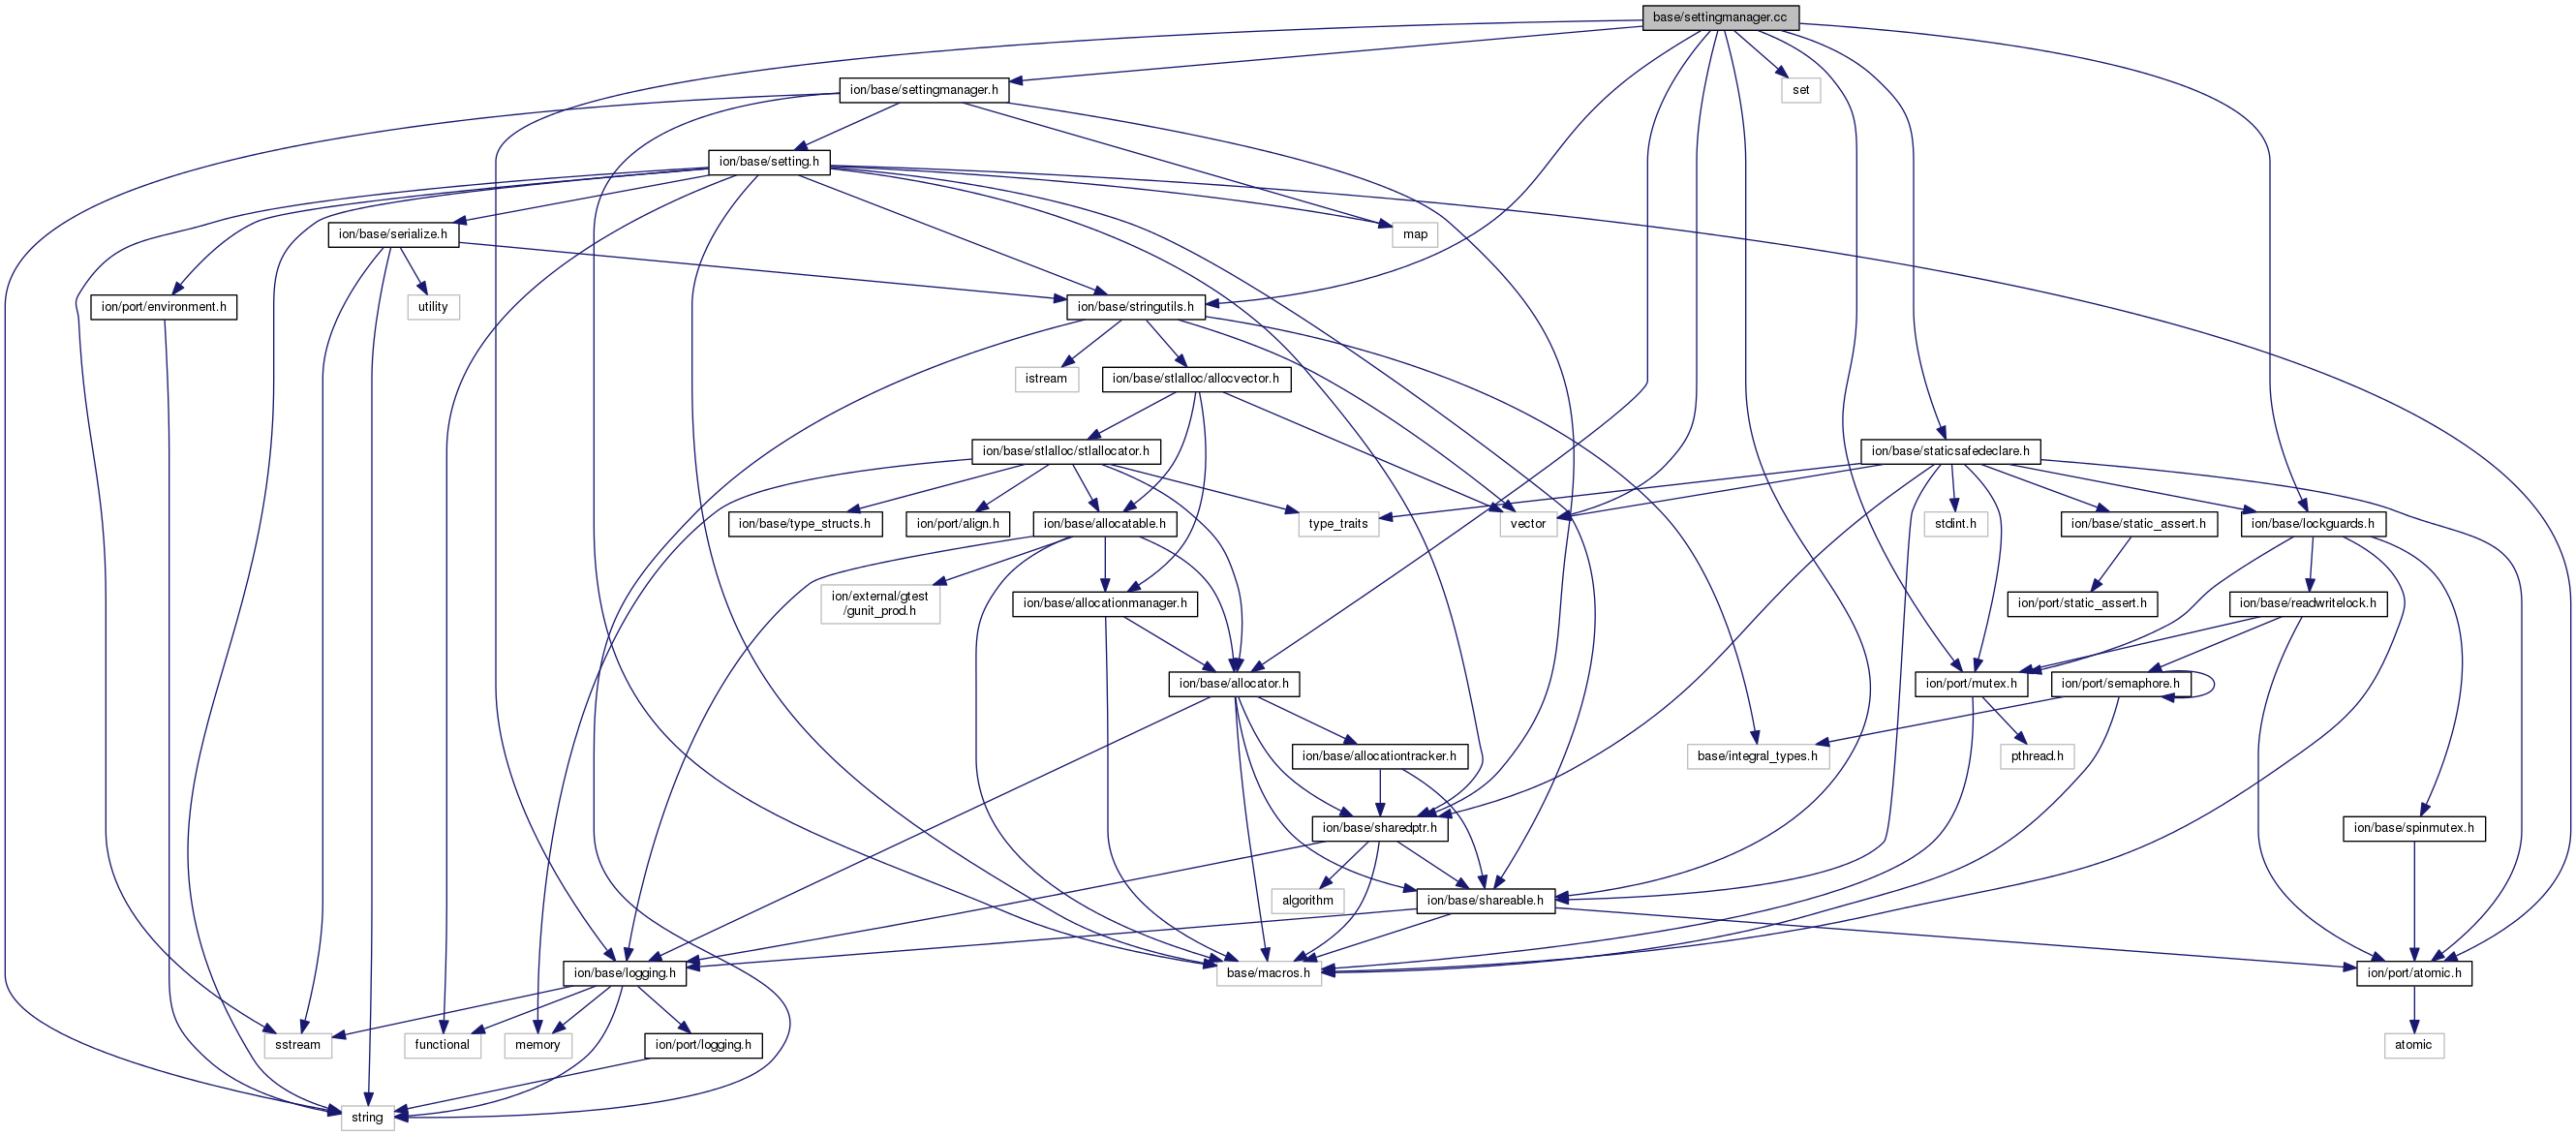 base/settingmanager.cc
ion/base/settingmanager.h
set
ion/base/setting.h
ion/base/serialize.h
map
ion/port/environment.h
utility
ion/base/stringutils.h
istream
ion/base/stlalloc/allocvector.h
ion/base/stlalloc/stlallocator.h
ion/base/staticsafedeclare.h
ion/base/type_structs.h
ion/port/align.h
ion/base/allocatable.h
type_traits
vector
stdint.h
ion/base/static_assert.h
ion/base/lockguards.h
ion/external/gtest
/gunit_prod.h
ion/base/allocationmanager.h
ion/port/static_assert.h
ion/base/readwritelock.h
ion/base/allocator.h
ion/port/mutex.h
ion/port/semaphore.h
ion/base/allocationtracker.h
base/integral_types.h
pthread.h
ion/base/sharedptr.h
ion/base/spinmutex.h
algorithm
ion/base/shareable.h
ion/base/logging.h
base/macros.h
ion/port/atomic.h
sstream
functional
memory
ion/port/logging.h
atomic
string